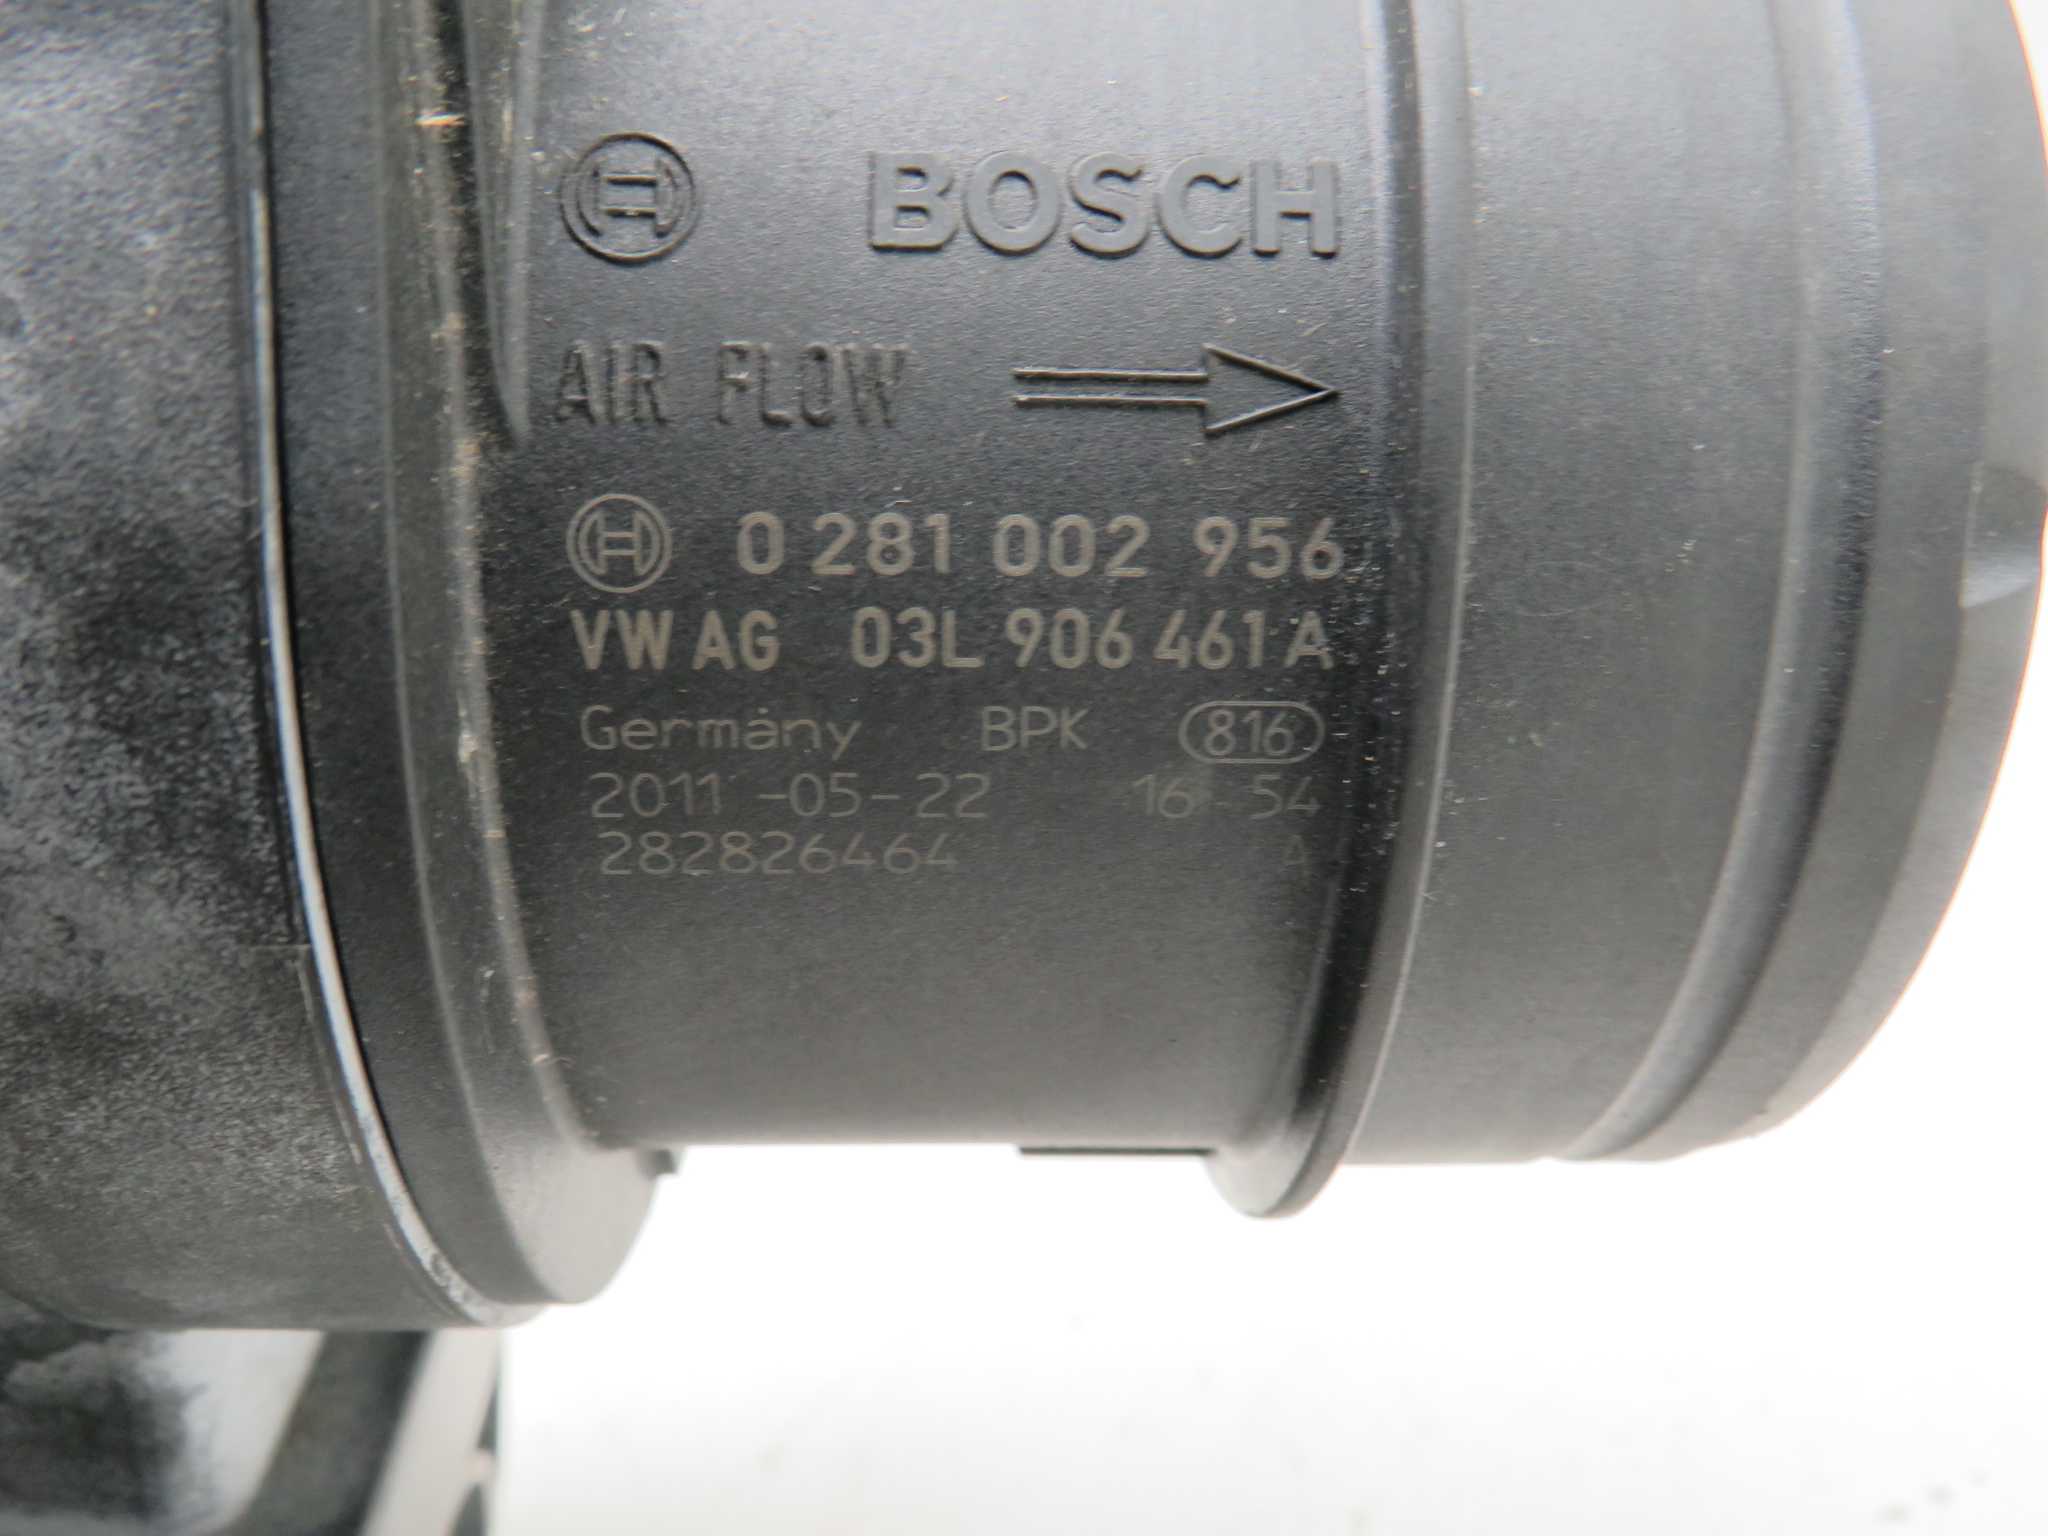 BOSCH
AIR FLOW
0 281 002 956
VW AG 03L 906 461 A
Germany BPK 816
2011-05-22 16 54
282826464 A